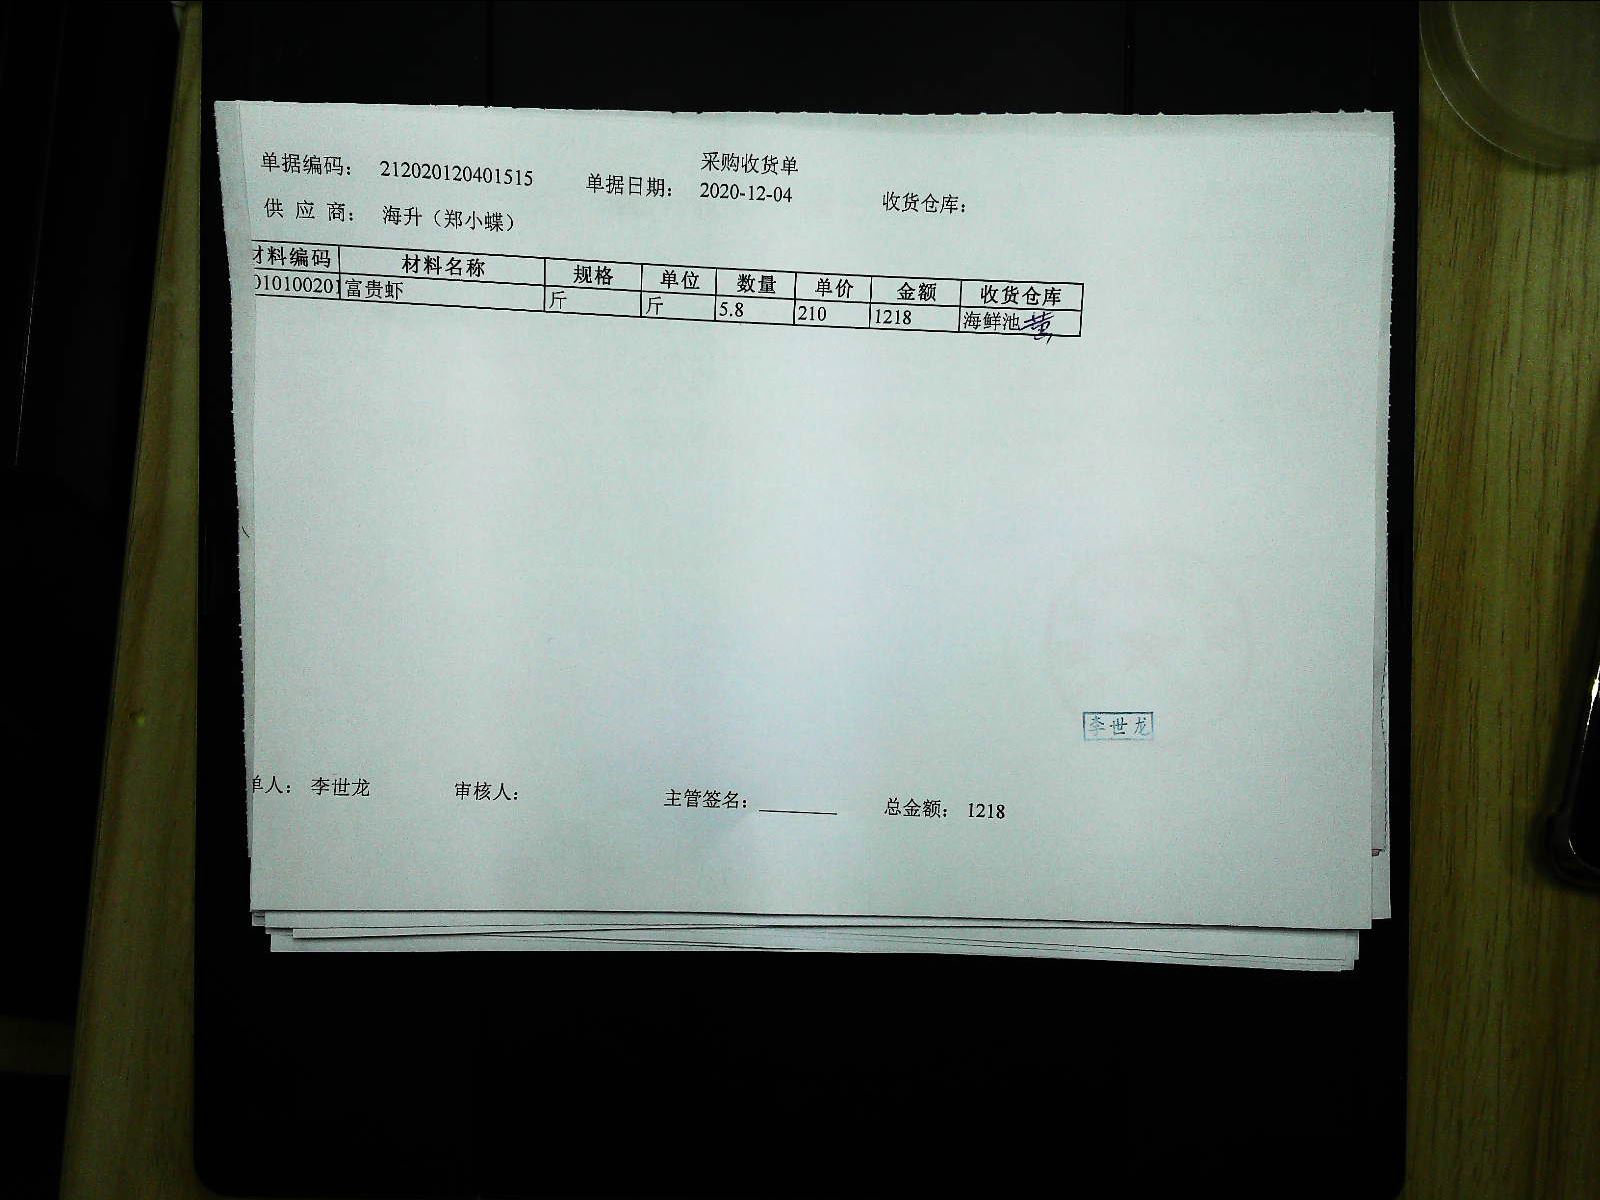 采购收货单
单据编码： 212020120401515 单据日期： 2020-12-04 收货仓库：
供 应 商： 海升（郑小蝶）
材料编码 材料名称 规格 单位 数量 单价 金额 收货仓库
010100201 富贵虾 斤 斤 5.8 210 1218 海鲜池
李世龙
单人： 李世龙 审核人： 主管签名： 总金额： 1218